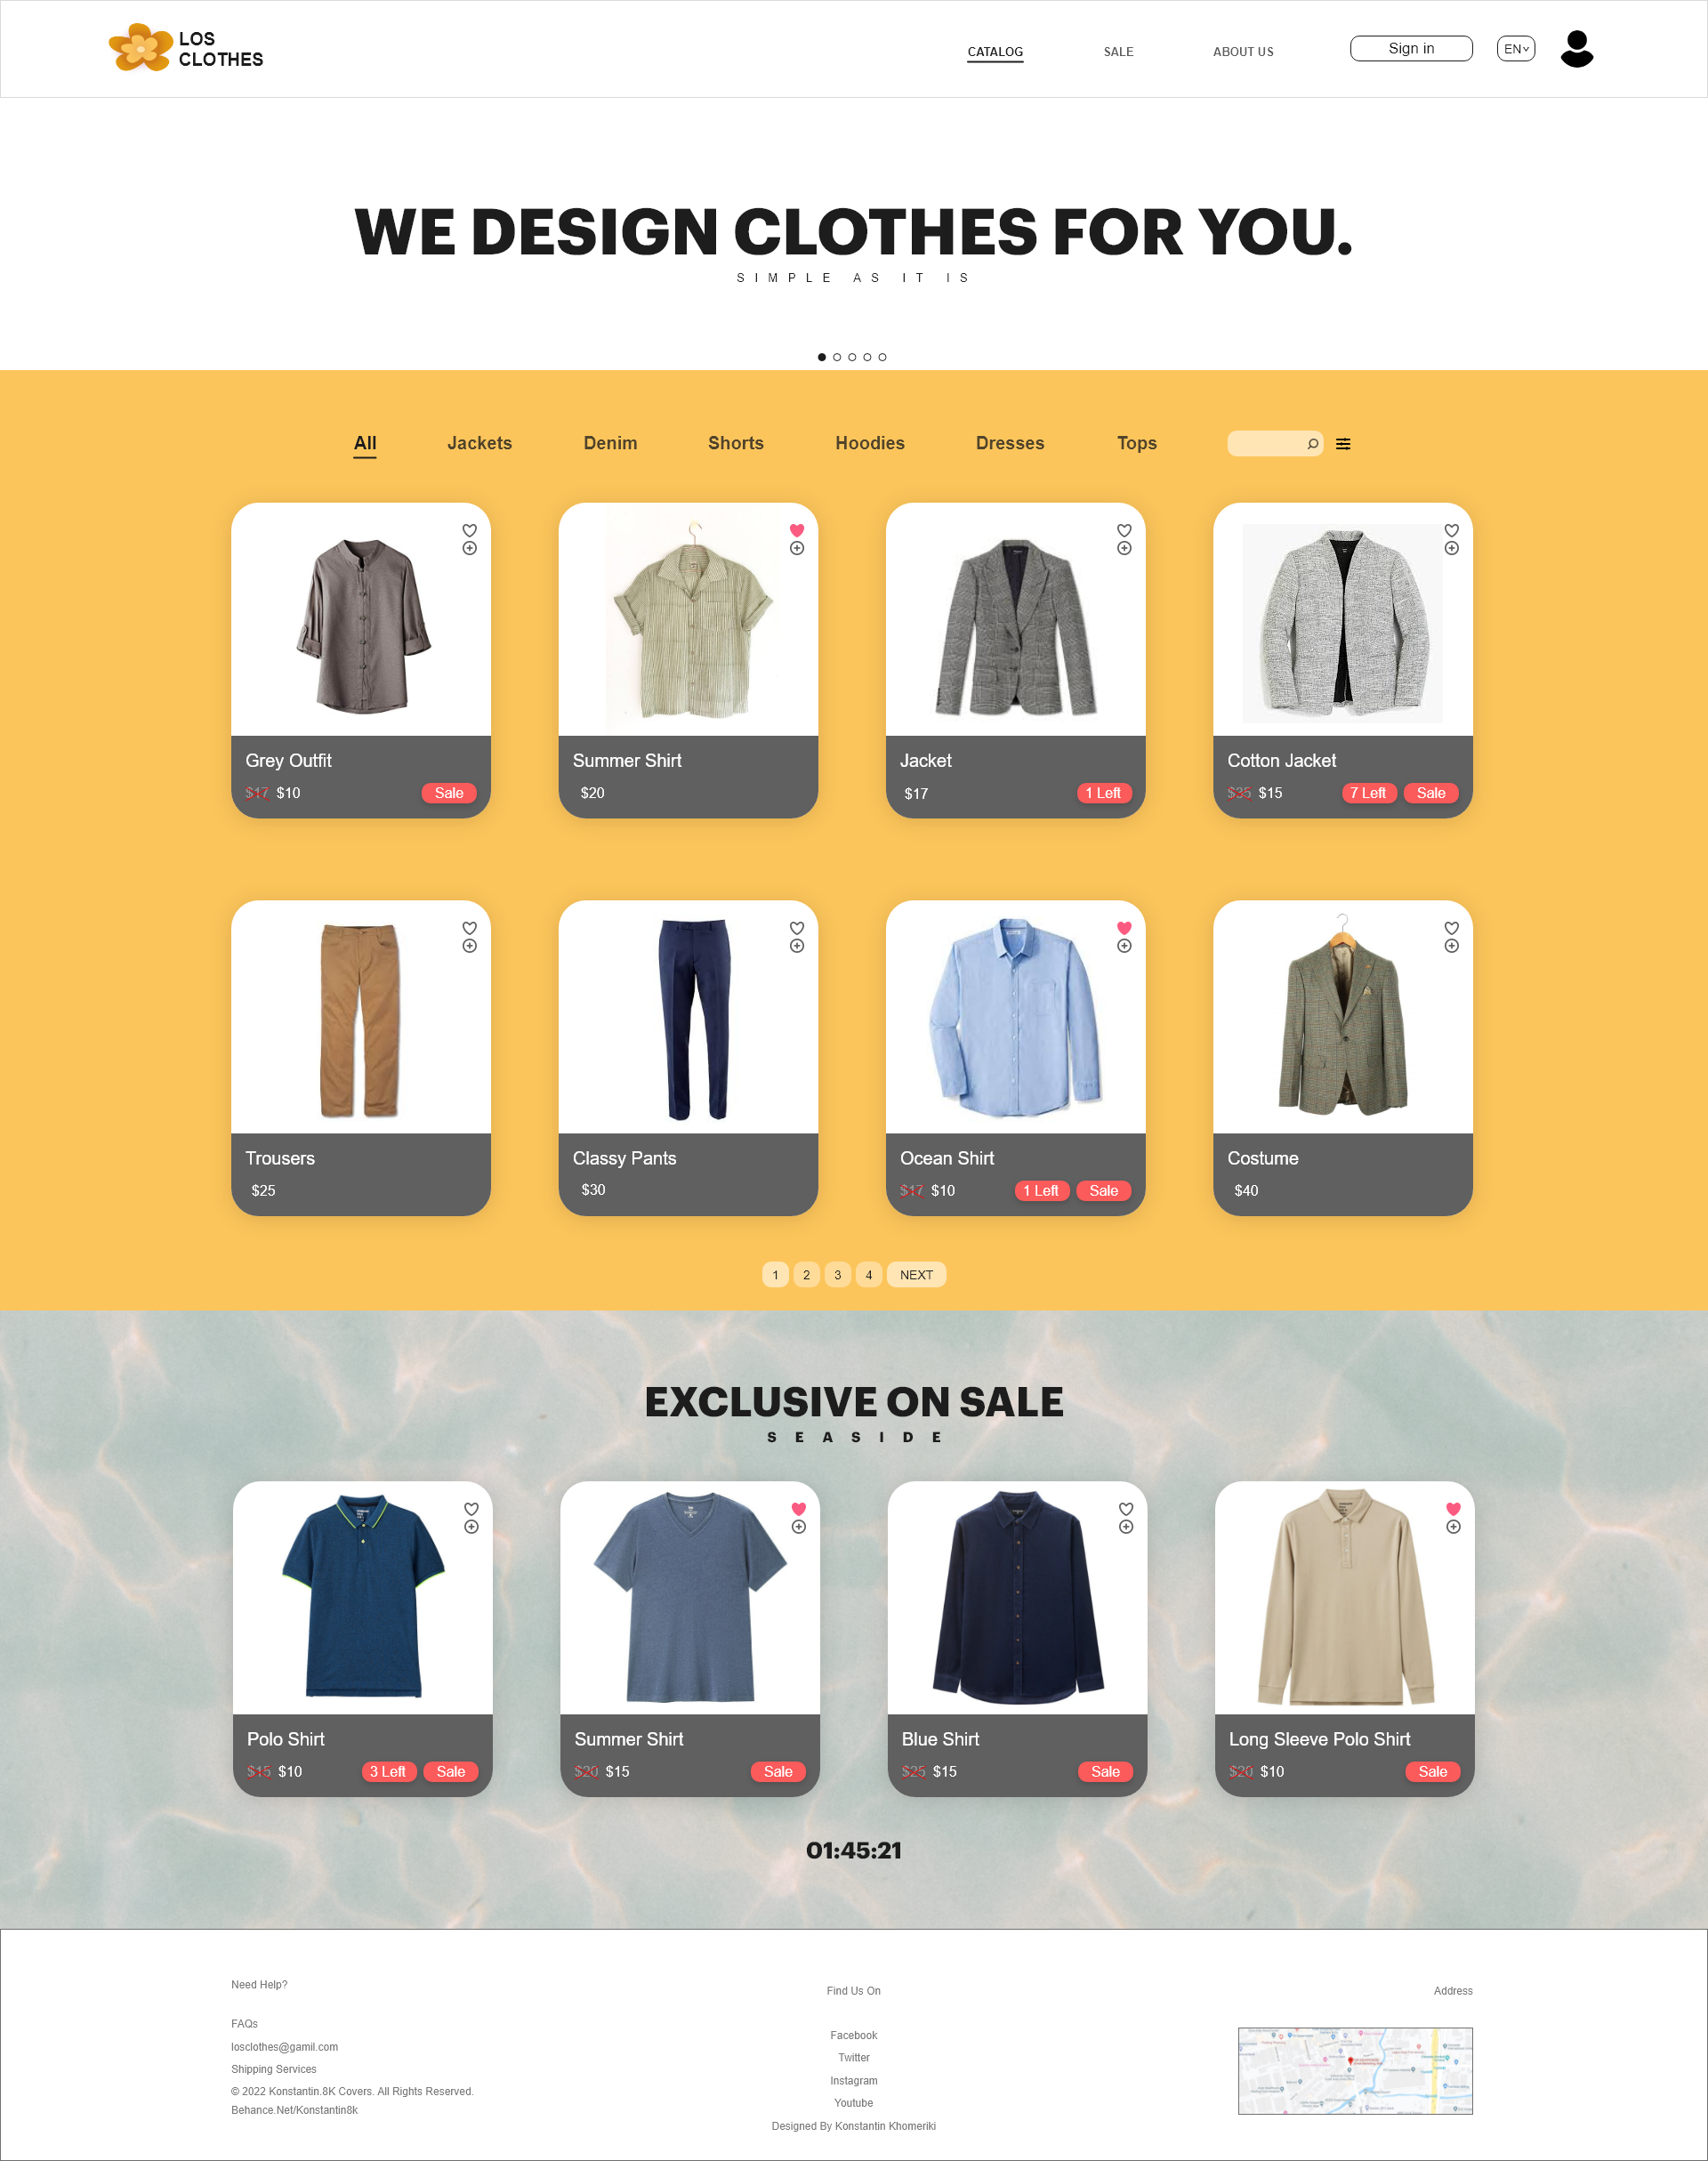 LOS
CLOTHES
CATALOG
SALE
ABOUT US
Sign in
EN
WE DESIGN CLOTHES FOR YOU.
SIMPLE AS IT IS
All
Jackets
Denim
Shorts
Hoodies
Dresses
Tops
Grey Outfit
$17 $10
Sale
Summer Shirt
$20
Jacket
$17
1 Left
Cotton Jacket
$15
7 Left
Sale
Trousers
$25
Classy Pants
$30
Ocean Shirt
$17 $10
1 Left
Sale
Costume
$40
1
2
3
4
NEXT
EXCLUSIVE ON SALE
SEASIDE
Polo Shirt
$15 $10
3 Left
Sale
Summer Shirt
$20 $15
Sale
Blue Shirt
$25 $15
Sale
Long Sleeve Polo Shirt
$20 $10
Sale
01:45:21
Need Help?
FAQs
losclothes@gamil.com
Shipping Services
© 2022 Konstantin.8K Covers. All Rights Reserved.
Behance.Net/Konstantin8k
Find Us On
Facebook
Twitter
Instagram
Youtube
Designed By Konstantin Khomeriki
Address